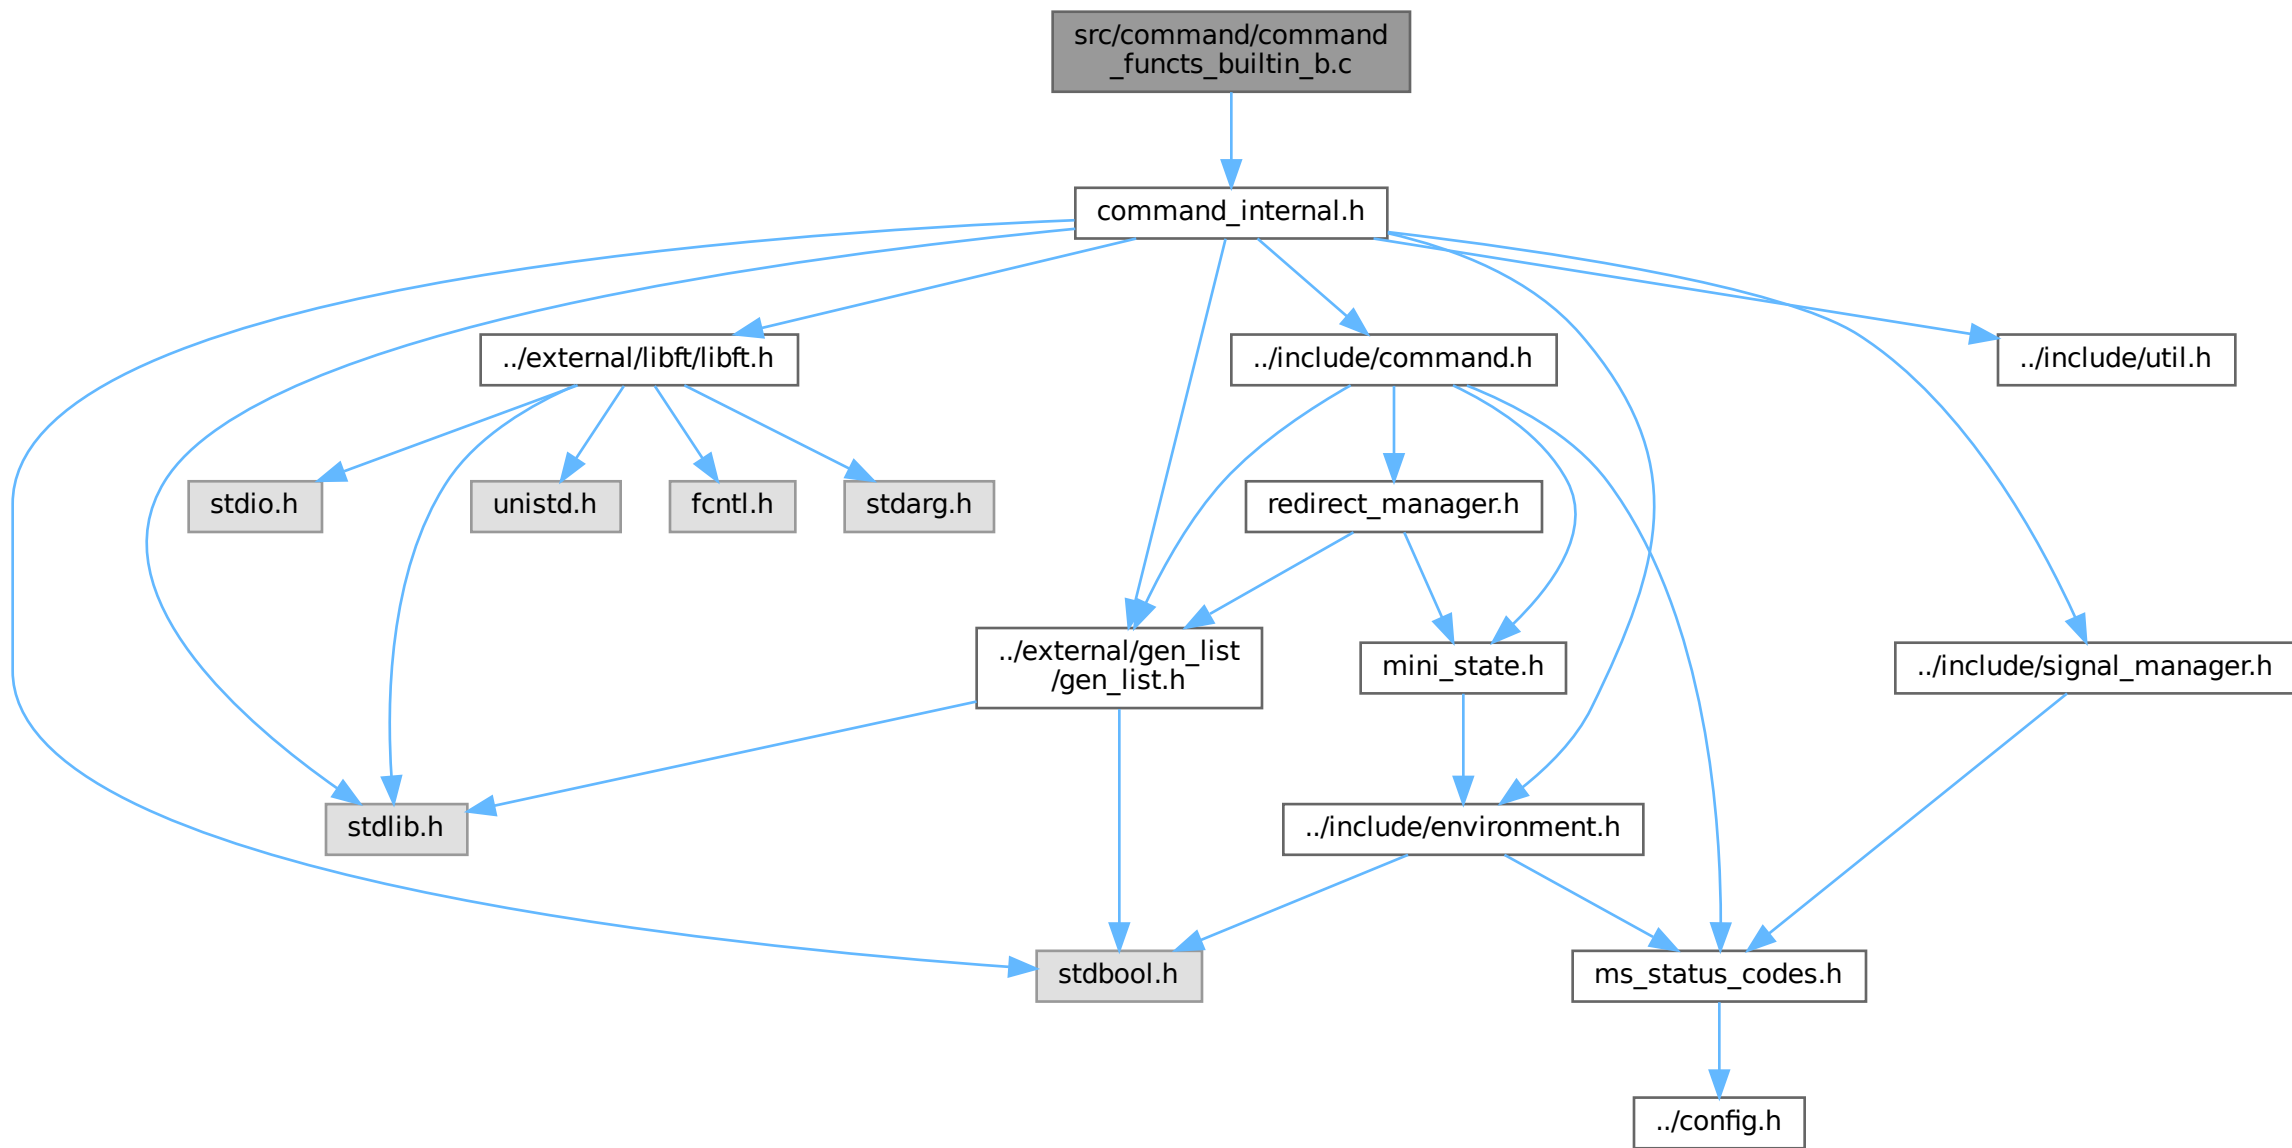 src/command/command
_functs_builtin_b.c
command_internal.h
../external/libft/libft.h
../include/command.h
../include/util.h
stdio.h
unistd.h
fcntl.h
stdarg.h
redirect_manager.h
../external/gen_list
/gen_list.h
mini_state.h
../include/signal_manager.h
stdlib.h
../include/environment.h
stdbool.h
ms_status_codes.h
../config.h